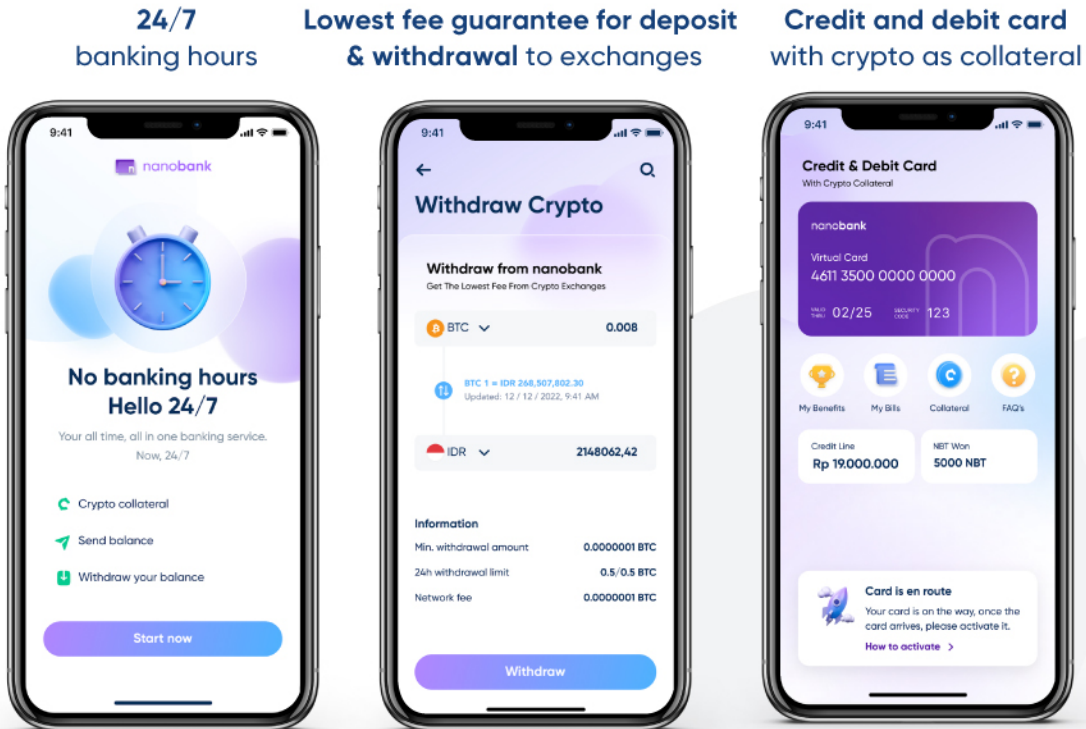 24/7
banking hours
Lowest fee guarantee for deposit
& withdrawal to exchanges
Credit and debit card
with crypto as collateral
9:41
nanobank
No banking hours
Hello 24/7
Your all time, all in one banking service.
Now, 24/7
Crypto collateral
Send balance
Withdraw your balance
Start now
9:41
Withdraw Crypto
Withdraw from nanobank
Get The Lowest Fee From Crypto Exchanges
BTC 0.008
BTC 1 = IDR 268,507,802.30
Updated: 12 / 12 / 2022, 9:41 AM
IDR 2148062,42
Information
Min. withdrawal amount 0.0000001 BTC
24h withdrawal limit 0.5/0.5 BTC
Network fee 0.0000001 BTC
Withdraw
9:41
Credit & Debit Card
With Crypto Collateral
nanobank
Virtual Card
4611 3500 0000 0000
VALID THRU 02/25 SECURITY CODE 123
My Benefits My Bills Collateral FAQ's
Credit Line NBT Won
Rp 19.000.000 5000 NBT
Card is en route
Your card is on the way, once the
card arrives, please activate it.
How to activate >